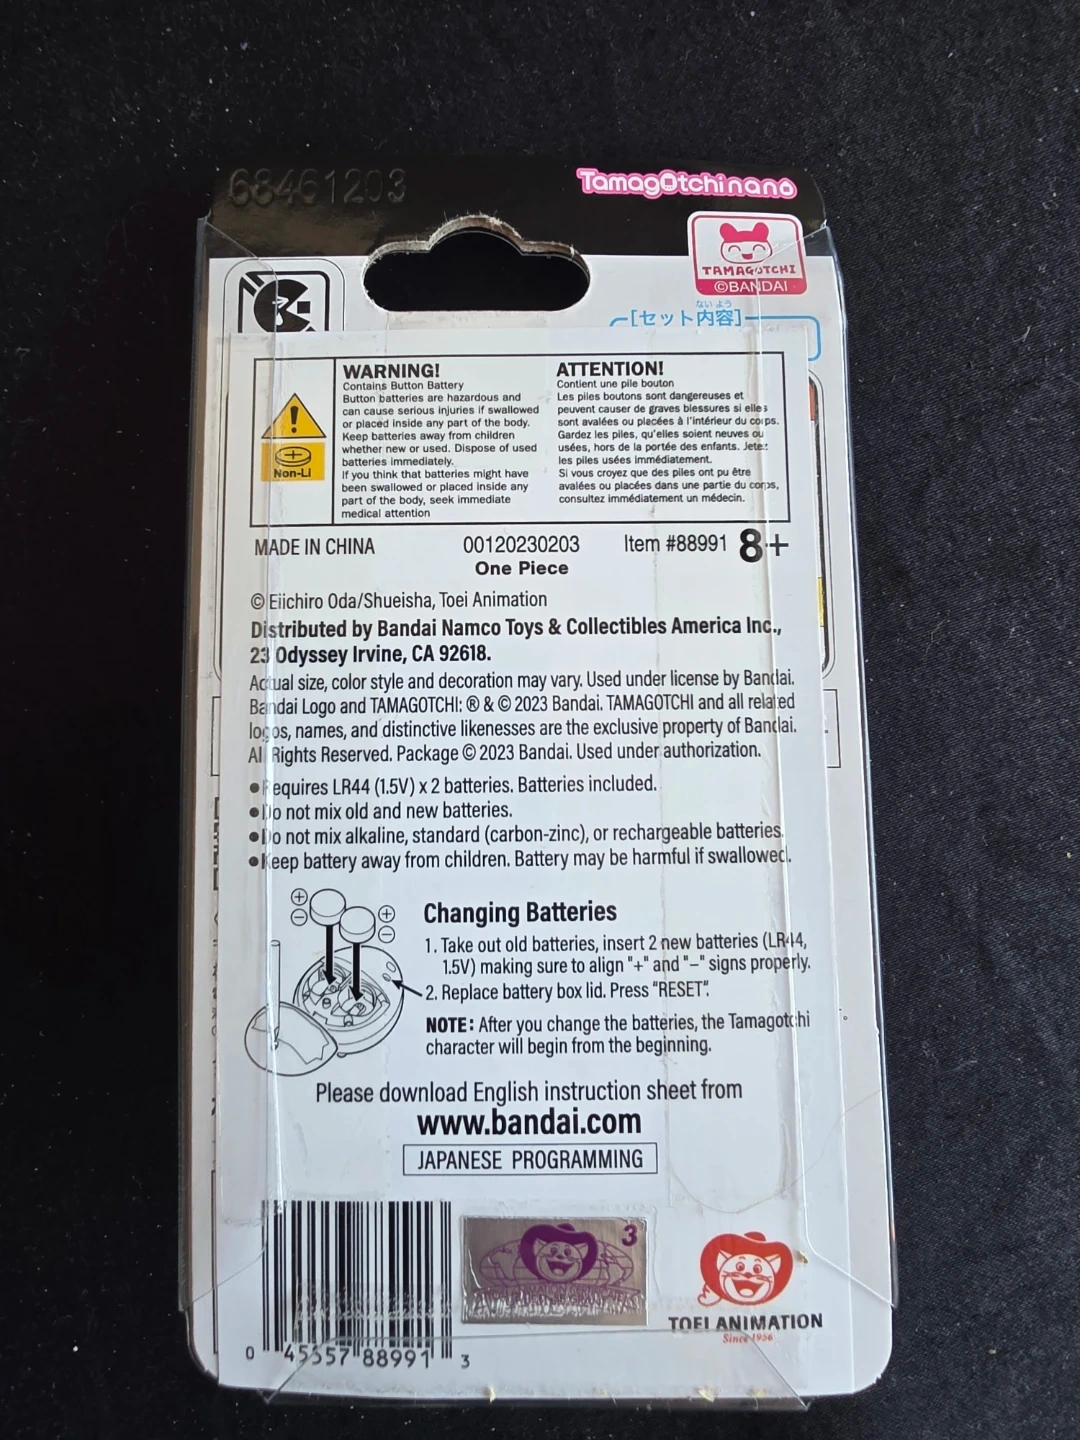 68461203
Tamagotchi nano
TAMAGOTCHI
©BANDAI
ないよう
[セット内容]
WARNING!
Contains Button Battery
Button batteries are hazardous and
can cause serious injuries if swallowed
or placed inside any part of the body.
Keep batteries away from children
whether new or used. Dispose of used
batteries immediately.
If you think that batteries might have
been swallowed or placed inside any
part of the body, seek immediate
medical attention
Non-Li
ATTENTION!
Contient une pile bouton
Les piles boutons sont dangereuses et
peuvent causer de graves blessures si elles
sont avalées ou placées à l'intérieur du corps.
Gardez les piles, qu'elles soient neuves ou
usées, hors de la portée des enfants. Jetez
les piles usées immédiatement.
Si vous croyez que des piles ont pu être
avalées ou placées dans une partie du corps,
consultez immédiatement un médecin.
MADE IN CHINA 00120230203 Item #88991 8+
One Piece
© Eiichiro Oda/Shueisha, Toei Animation
Distributed by Bandai Namco Toys & Collectibles America Inc.,
23 Odyssey Irvine, CA 92618.
Actual size, color style and decoration may vary. Used under license by Bandai.
Bandai Logo and TAMAGOTCHI: ® & © 2023 Bandai. TAMAGOTCHI and all related
logos, names, and distinctive likenesses are the exclusive property of Bandai.
All Rights Reserved. Package © 2023 Bandai. Used under authorization.
● Requires LR44 (1.5V) x 2 batteries. Batteries included.
● Do not mix old and new batteries.
● Do not mix alkaline, standard (carbon-zinc), or rechargeable batteries.
● Keep battery away from children. Battery may be harmful if swallowed.
Changing Batteries
1. Take out old batteries, insert 2 new batteries (LR44,
1.5V) making sure to align "+" and "-" signs properly.
2. Replace battery box lid. Press "RESET".
NOTE: After you change the batteries, the Tamagotchi
character will begin from the beginning.
Please download English instruction sheet from
www.bandai.com
JAPANESE PROGRAMMING
3
TOEI ANIMATION
Since 1956
0 45557 88991 3